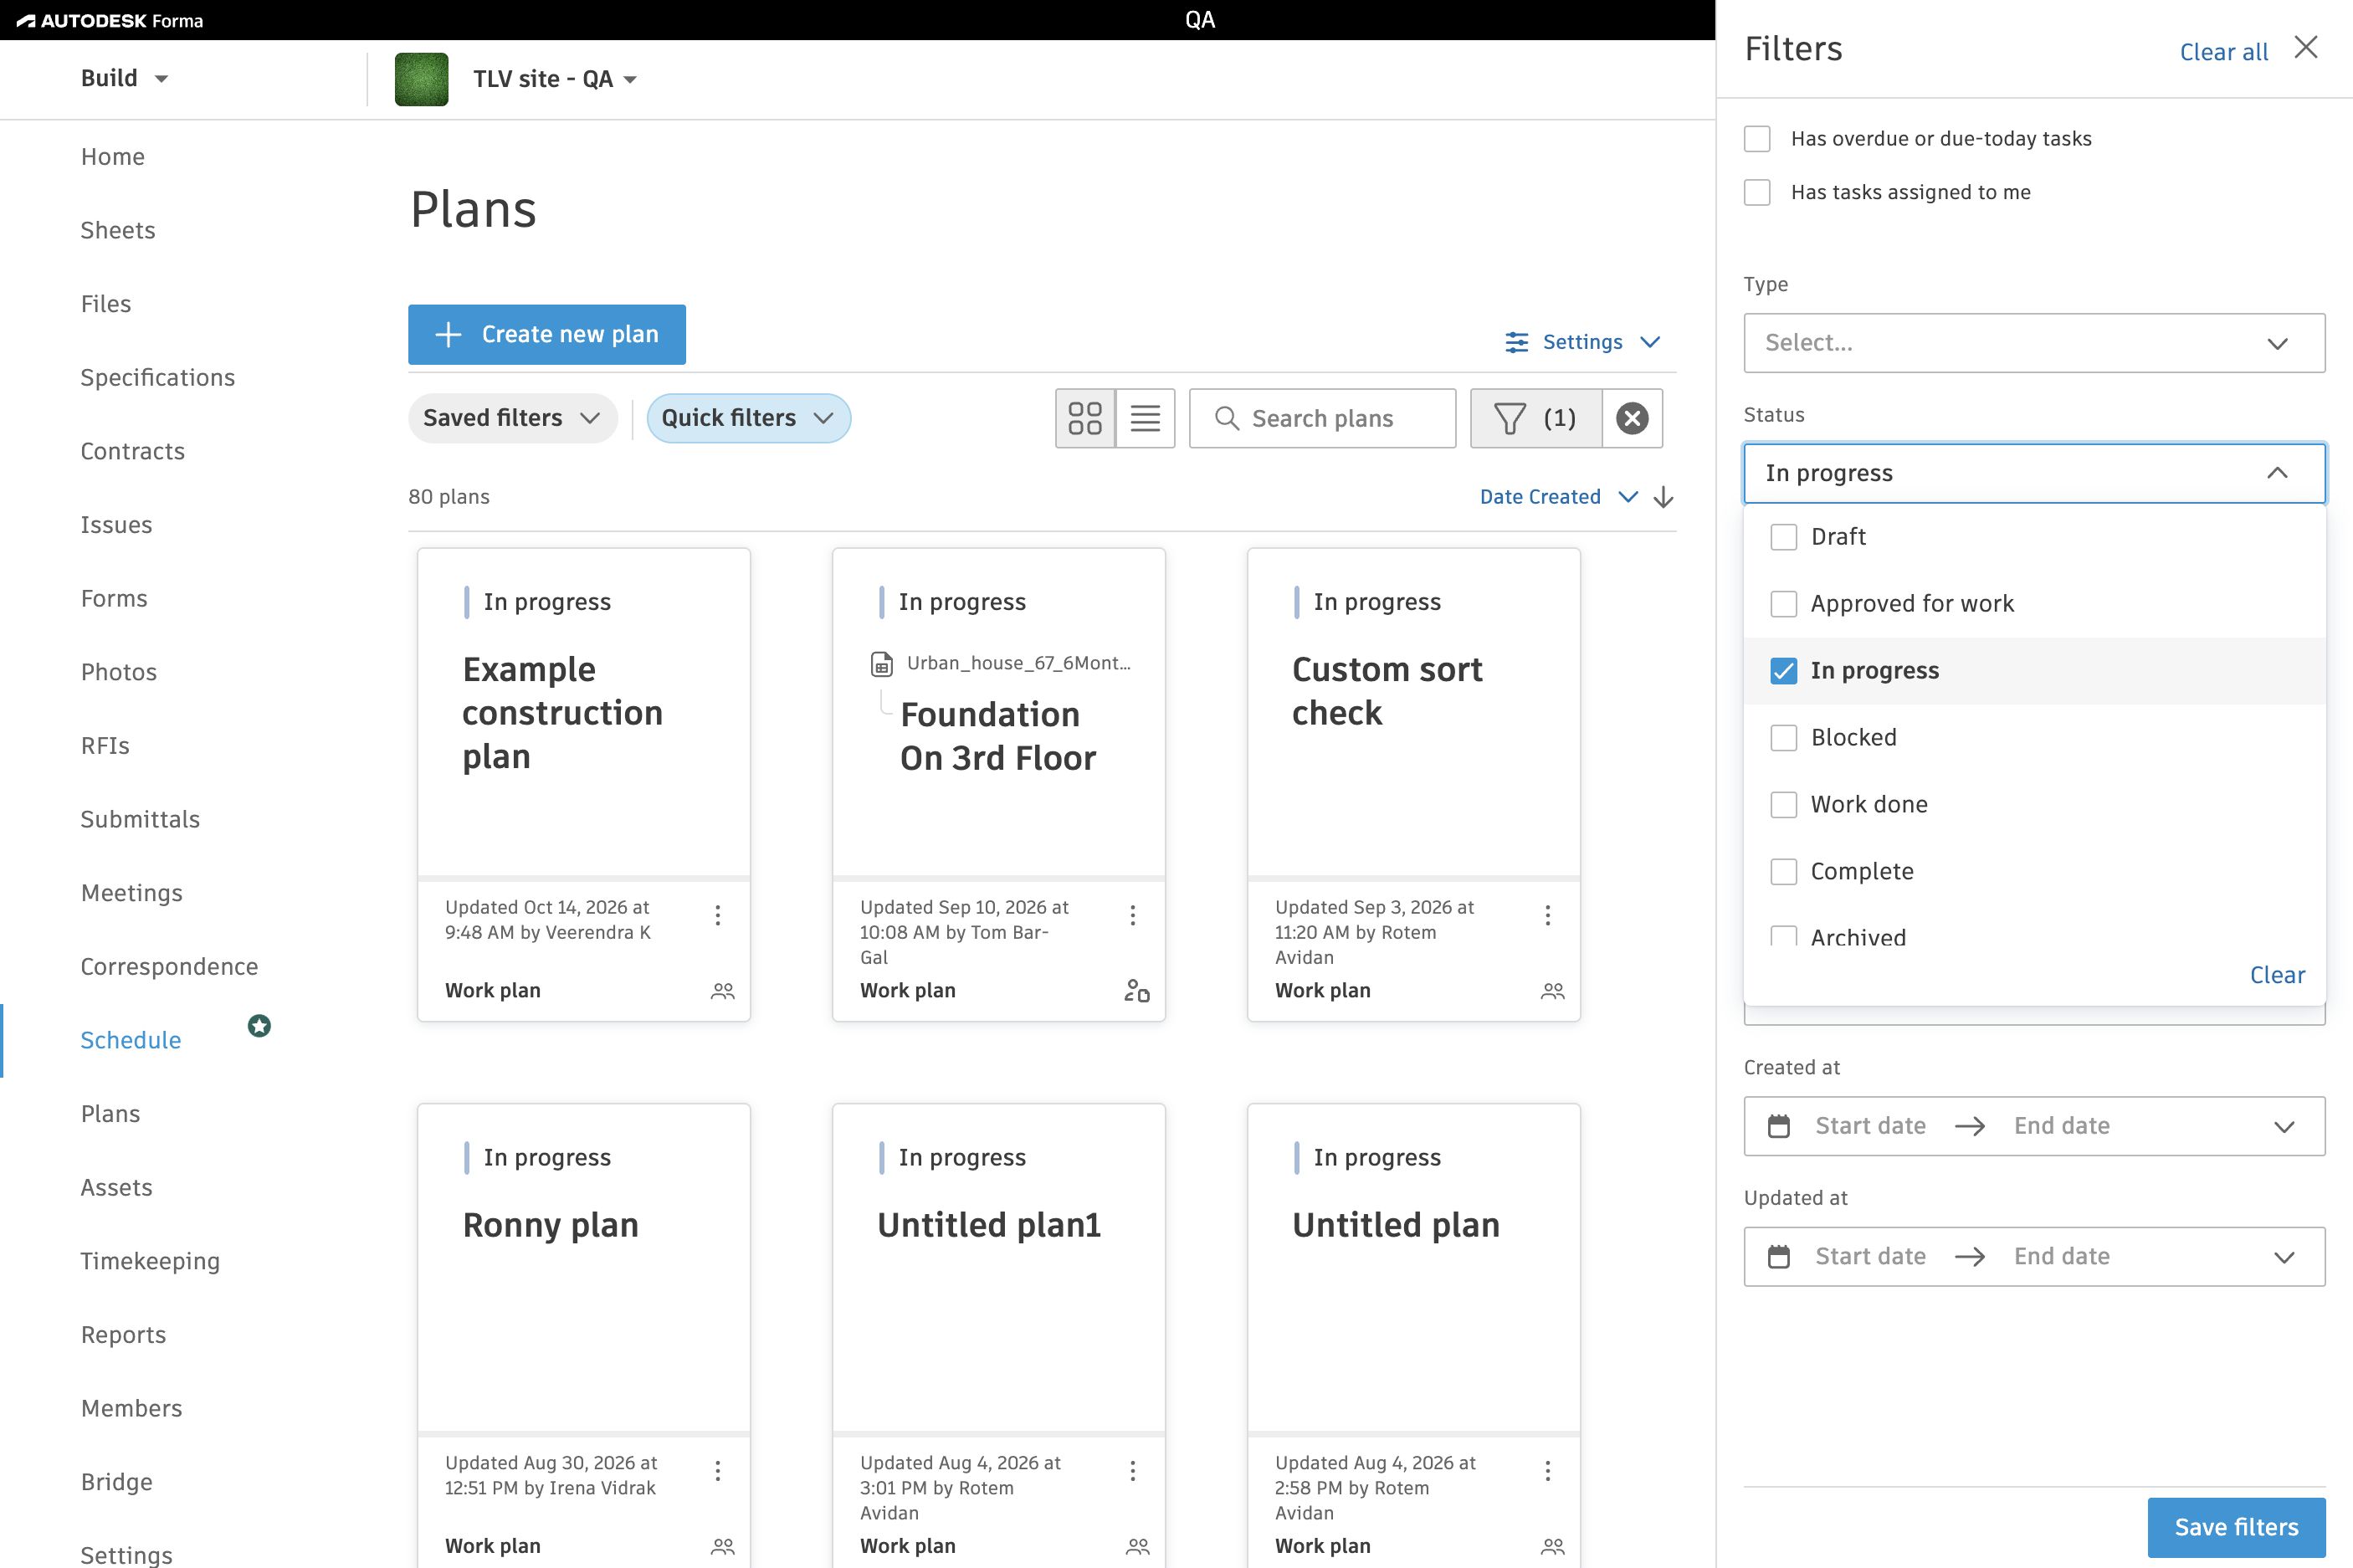 AUTODESK Forma
QA
Build
TLV site - QA
Home
Sheets
Files
Specifications
Contracts
Issues
Forms
Photos
RFIs
Submittals
Meetings
Correspondence
Schedule
Plans
Assets
Timekeeping
Reports
Members
Bridge
Settings
Plans
Create new plan
Settings
Saved filters
Quick filters
Search plans
(1)
80 plans
Date Created
In progress
Example
construction
plan
Updated Oct 14, 2026 at
9:48 AM by Veerendra K
Work plan
In progress
Urban_house_67_6Mont...
Foundation
On 3rd Floor
Updated Sep 10, 2026 at
10:08 AM by Tom Bar-
Gal
Work plan
In progress
Custom sort
check
Updated Sep 3, 2026 at
11:20 AM by Rotem
Avidan
Work plan
In progress
Ronny plan
Updated Aug 30, 2026 at
12:51 PM by Irena Vidrak
Work plan
In progress
Untitled plan1
Updated Aug 4, 2026 at
3:01 PM by Rotem
Avidan
Work plan
In progress
Untitled plan
Updated Aug 4, 2026 at
2:58 PM by Rotem
Avidan
Work plan
Filters
Clear all
Has overdue or due-today tasks
Has tasks assigned to me
Type
Select...
Status
In progress
Draft
Approved for work
In progress
Blocked
Work done
Complete
Archived
Clear
Created at
Start date
End date
Updated at
Start date
End date
Save filters